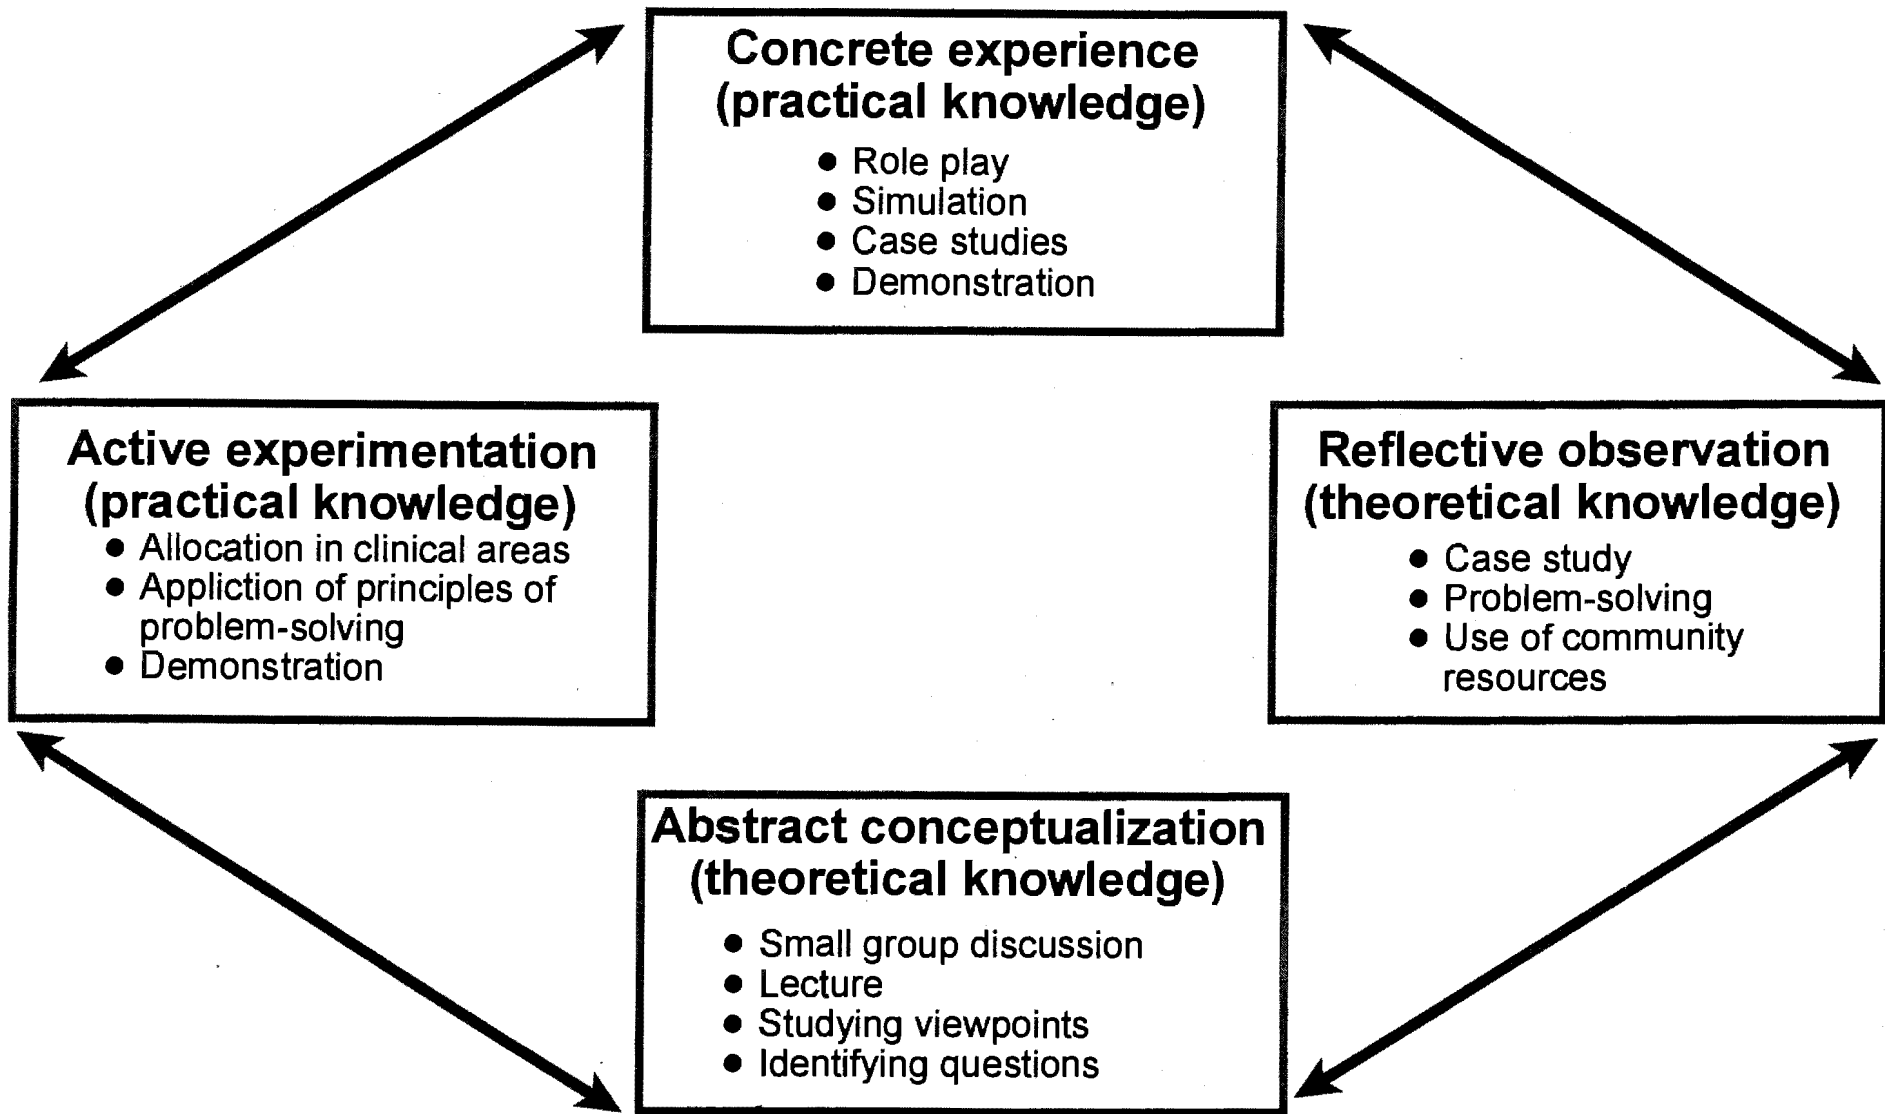 Concrete experience
(practical knowledge)
● Role play
● Simulation
● Case studies
● Demonstration
Active experimentation
(practical knowledge)
● Allocation in clinical areas
● Appliction of principles of
problem-solving
● Demonstration
Reflective observation
(theoretical knowledge)
● Case study
● Problem-solving
● Use of community
resources
Abstract conceptualization
(theoretical knowledge)
● Small group discussion
● Lecture
● Studying viewpoints
● Identifying questions